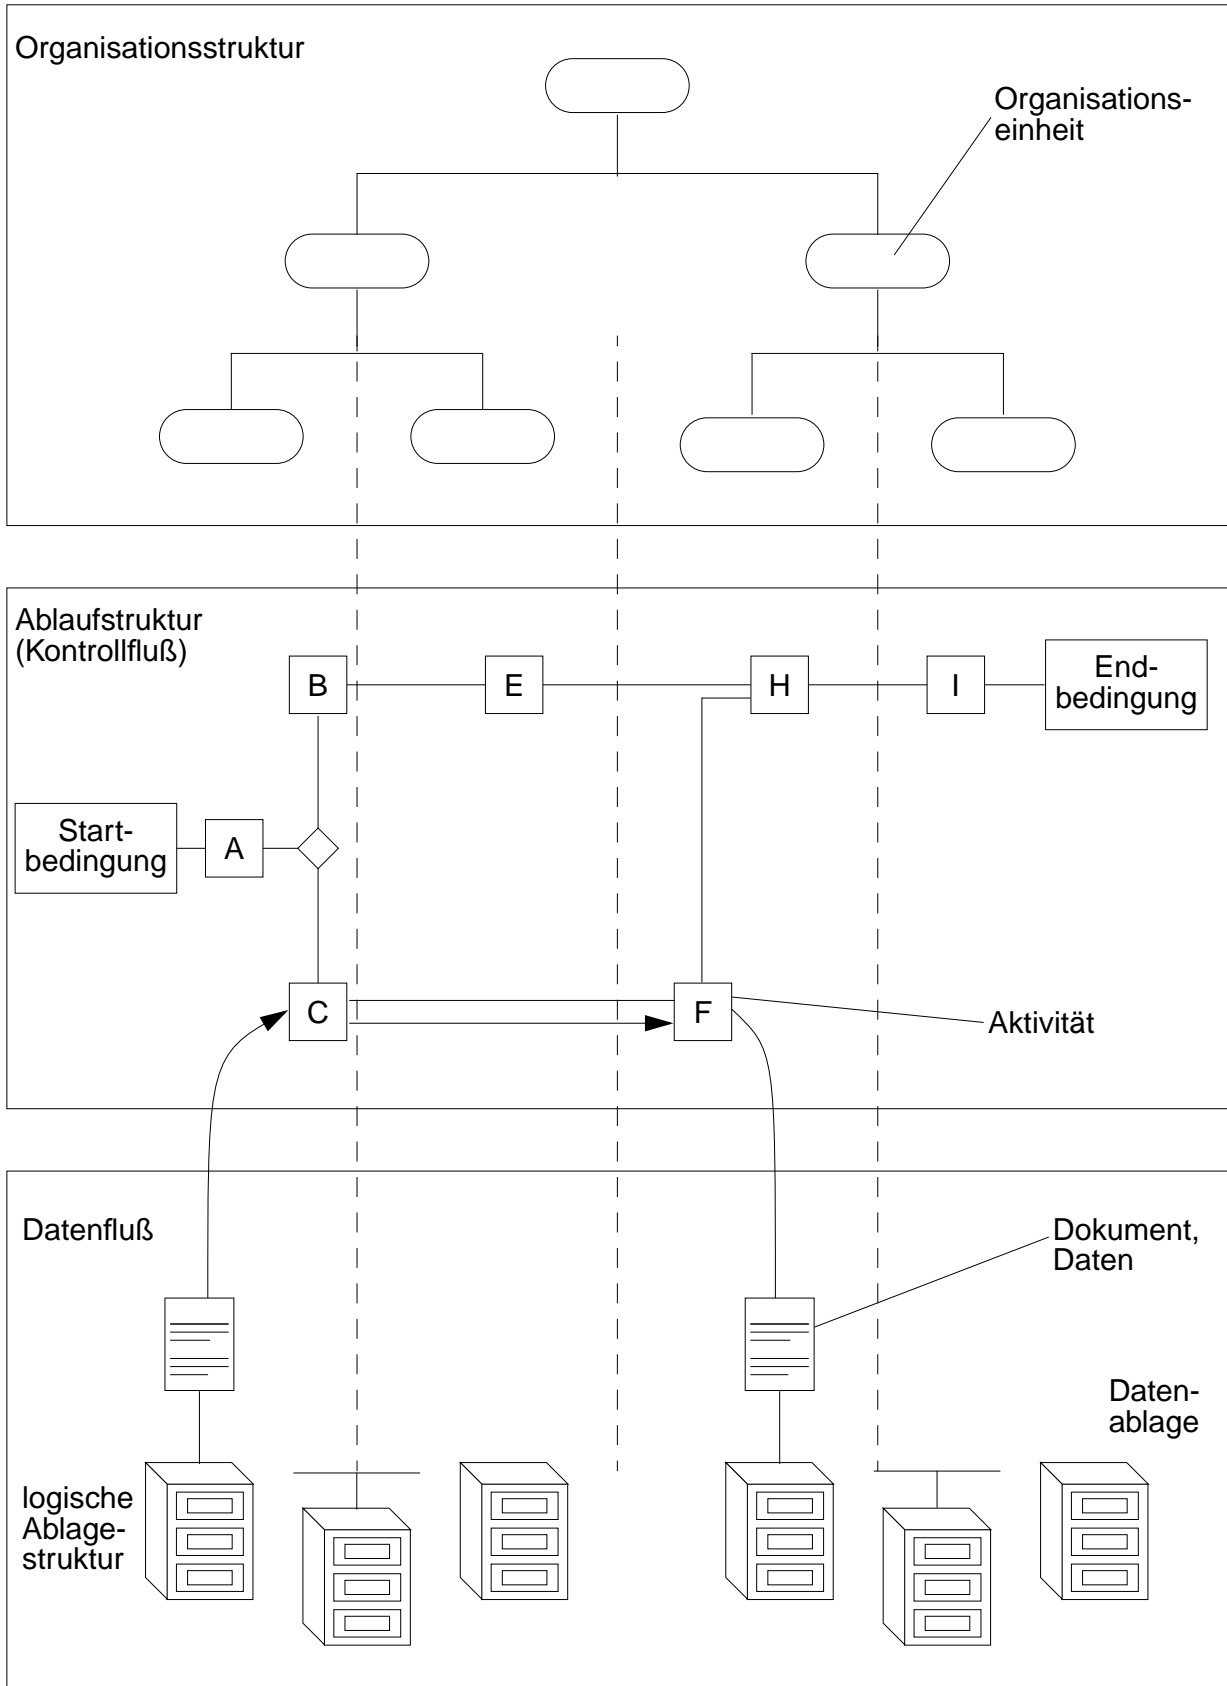 Organisationsstruktur
Organisations-
einheit
Ablaufstruktur
(Kontrollfluß)
B
E
H
I
End-
bedingung
Start-
bedingung
A
C
F
Aktivität
Datenfluß
Dokument,
Daten
Daten-
ablage
logische
Ablage-
struktur